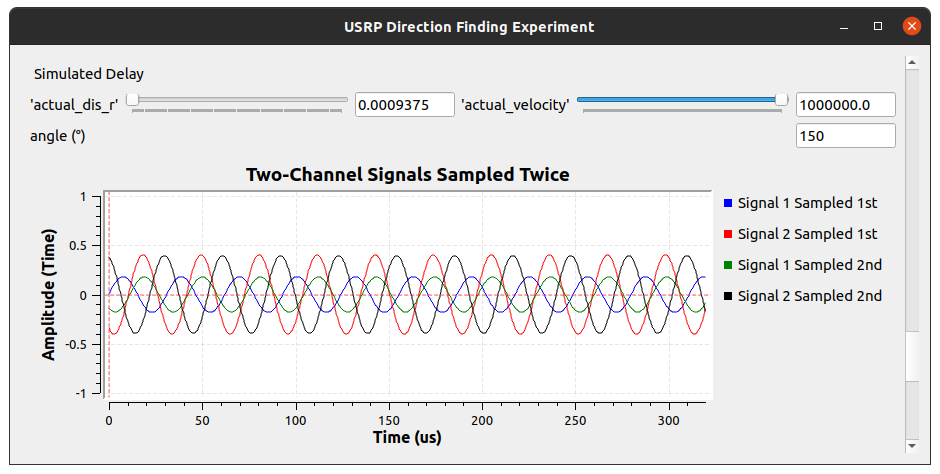 USRP Direction Finding Experiment
Simulated Delay
'actual_dis_r' 0.0009375 'actual_velocity' 1000000.0
angle (°) 150
Two-Channel Signals Sampled Twice
Amplitude (Time)
1
0.5
0
-0.5
-1
0 50 100 150 200 250 300
Time (us)
Signal 1 Sampled 1st
Signal 2 Sampled 1st
Signal 1 Sampled 2nd
Signal 2 Sampled 2nd